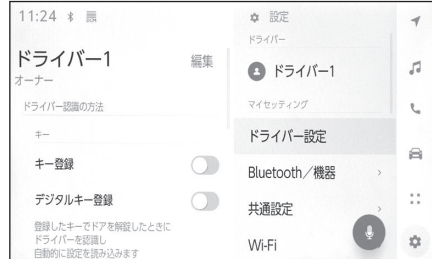 11:24
ドライバー1
編集
オーナー
ドライバー認識の方法
キー
キー登録
デジタルキー登録
登録したキーでドアを解錠したときに
ドライバーを認識し
自動的に設定を読み込みます
設定
ドライバー
ドライバー1
マイセッティング
ドライバー設定
Bluetooth／機器
共通設定
Wi-Fi